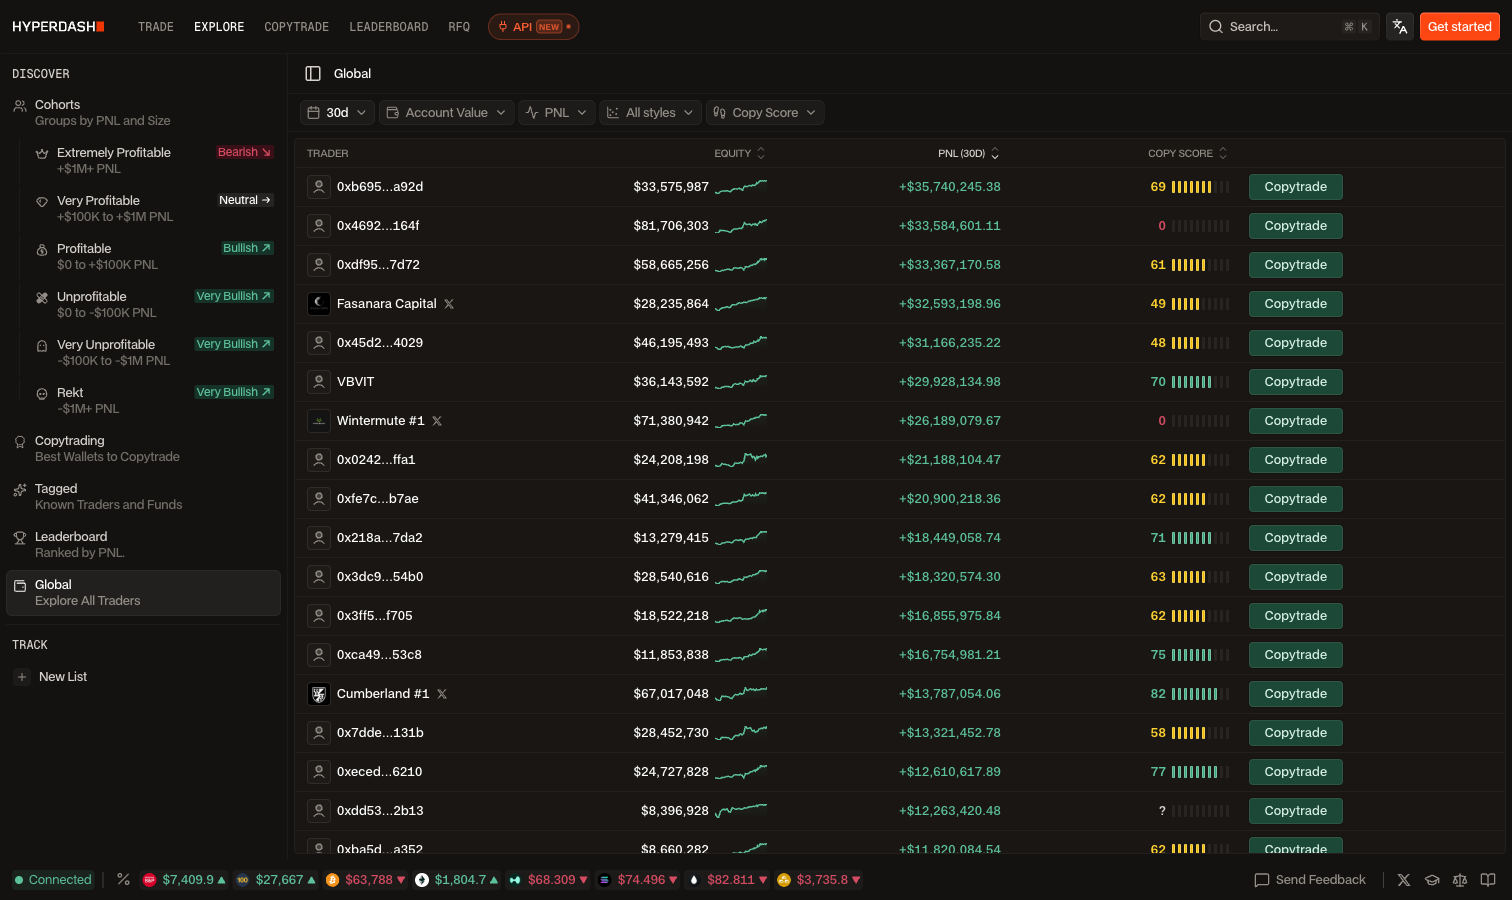 HYPERDASH
TRADE EXPLORE COPYTRADE LEADERBOARD RFQ API NEW
Search... ⌘ K
Get started
DISCOVER
Cohorts
Groups by PNL and Size
Extremely Profitable Bearish ↘
+$1M+ PNL
Very Profitable Neutral →
+$100K to +$1M PNL
Profitable Bullish ↗
$0 to +$100K PNL
Unprofitable Very Bullish ↗
$0 to -$100K PNL
Very Unprofitable Very Bullish ↗
-$100K to -$1M PNL
Rekt Very Bullish ↗
-$1M+ PNL
Copytrading
Best Wallets to Copytrade
Tagged
Known Traders and Funds
Leaderboard
Ranked by PNL.
Global
Explore All Traders
TRACK
+ New List
Global
30d Account Value PNL All styles Copy Score
TRADER EQUITY PNL (30D) COPY SCORE
0xb695...a92d $33,575,987 +$35,740,245.38 69 Copytrade
0x4692...164f $81,706,303 +$33,584,601.11 0 Copytrade
0xdf95...7d72 $58,665,256 +$33,367,170.58 61 Copytrade
Fasanara Capital $28,235,864 +$32,593,198.96 49 Copytrade
0x45d2...4029 $46,195,493 +$31,166,235.22 48 Copytrade
VBVIT $36,143,592 +$29,928,134.98 70 Copytrade
Wintermute #1 $71,380,942 +$26,189,079.67 0 Copytrade
0x0242...ffa1 $24,208,198 +$21,188,104.47 62 Copytrade
0xfe7c...b7ae $41,346,062 +$20,900,218.36 62 Copytrade
0x218a...7da2 $13,279,415 +$18,449,058.74 71 Copytrade
0x3dc9...54b0 $28,540,616 +$18,320,574.30 63 Copytrade
0x3ff5...f705 $18,522,218 +$16,855,975.84 62 Copytrade
0xca49...53c8 $11,853,838 +$16,754,981.21 75 Copytrade
Cumberland #1 $67,017,048 +$13,787,054.06 82 Copytrade
0x7dde...131b $28,452,730 +$13,321,452.78 58 Copytrade
0xeced...6210 $24,727,828 +$12,610,617.89 77 Copytrade
0xdd53...2b13 $8,396,928 +$12,263,420.48 ? Copytrade
0xba5d...a352 $8,660,282 +$11,820,084.54 62 Copytrade
Connected % $7,409.9 ▲ 100 $27,667 ▲ $63,788 ▼ $1,804.7 ▲ $68.309 ▼ $74.496 ▼ $82.811 ▼ $3,735.8 ▼ Send Feedback